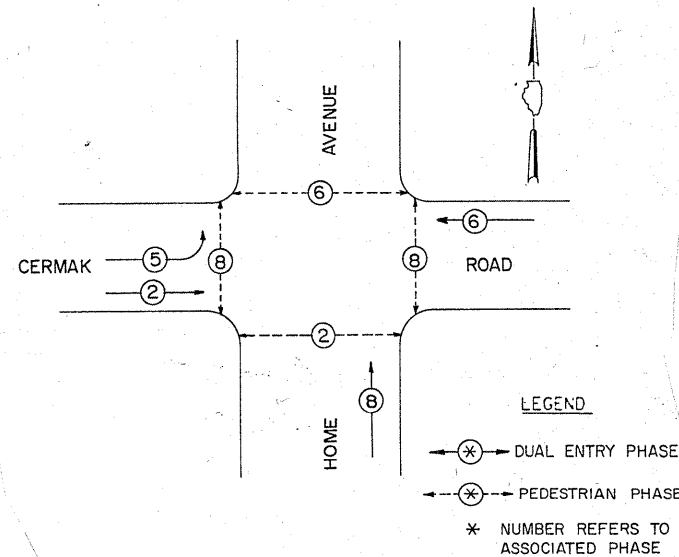 AVENUE
6
6
CERMAK
5
8
8
ROAD
2
2
8
HOME
LEGEND
* DUAL ENTRY PHASE
* PEDESTRIAN PHASE
* NUMBER REFERS TO
ASSOCIATED PHASE